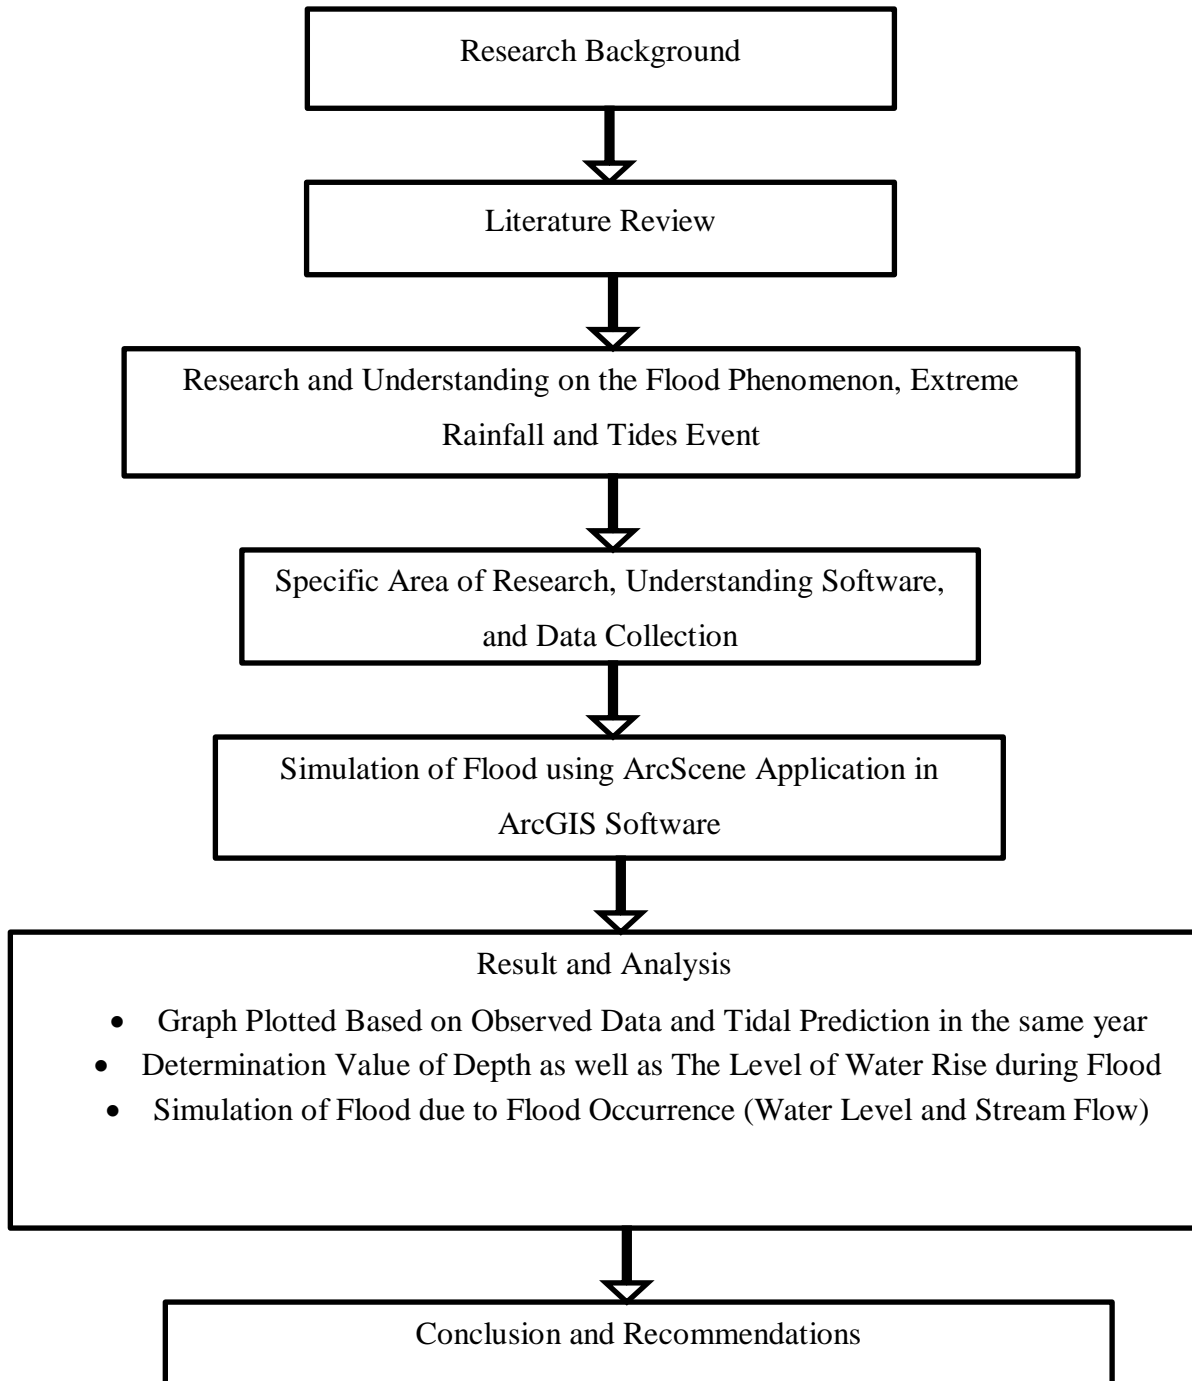 Research Background
Literature Review
Research and Understanding on the Flood Phenomenon, Extreme
Rainfall and Tides Event
Specific Area of Research, Understanding Software,
and Data Collection
Simulation of Flood using ArcScene Application in
ArcGIS Software
Result and Analysis
• Graph Plotted Based on Observed Data and Tidal Prediction in the same year
• Determination Value of Depth as well as The Level of Water Rise during Flood
• Simulation of Flood due to Flood Occurrence (Water Level and Stream Flow)
Conclusion and Recommendations